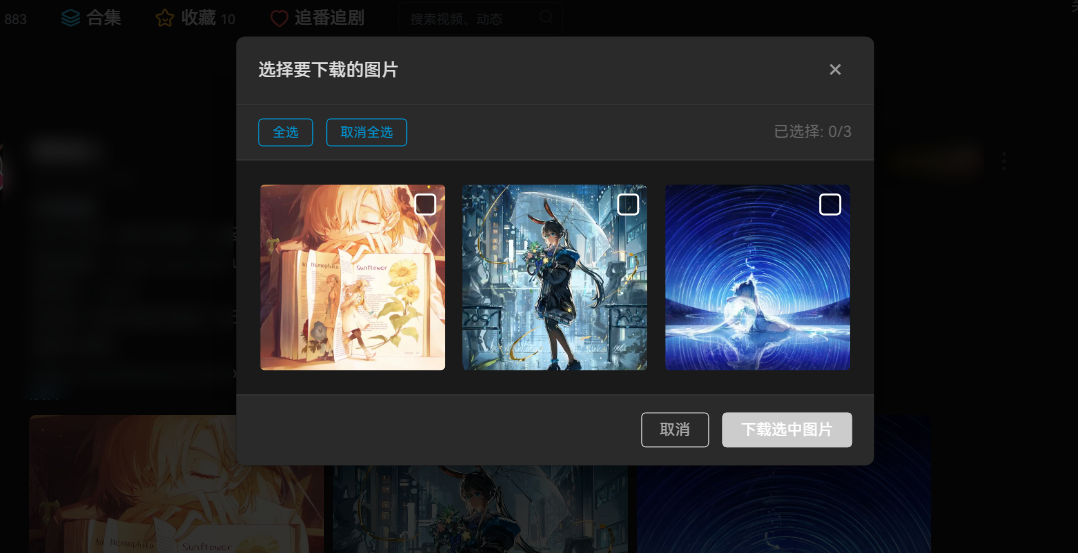 883 合集 收藏 10 追番追剧 搜索视频、动态
选择要下载的图片
全选 取消全选 已选择: 0/3
Sunflower
取消 下载选中图片
Sunflower